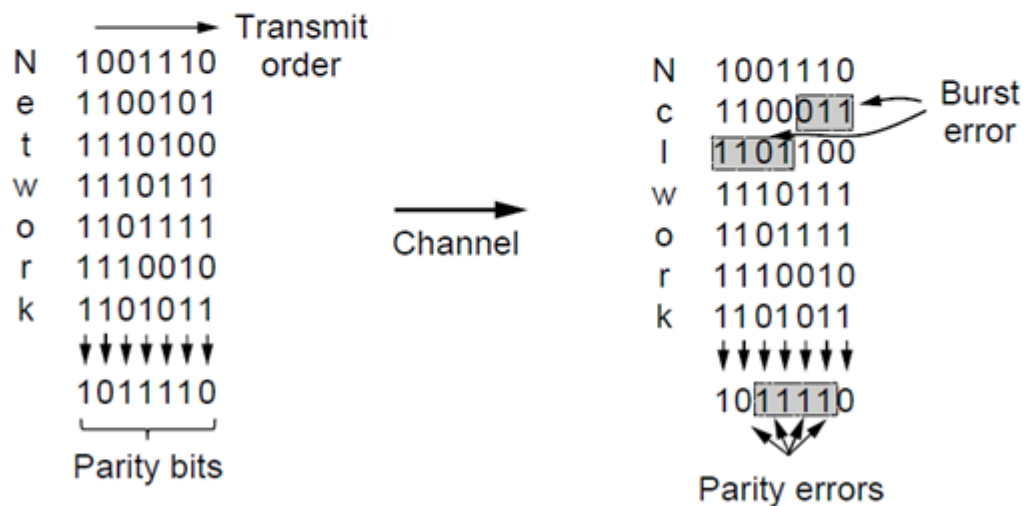 Transmit
order
N 1001110
e 1100101
t 1110100
w 1110111
o 1101111
r 1110010
k 1101011
1011110
Parity bits
Channel
N 1001110
c 1100011
l 1101100
w 1110111
o 1101111
r 1110010
k 1101011
1011110
Burst
error
Parity errors